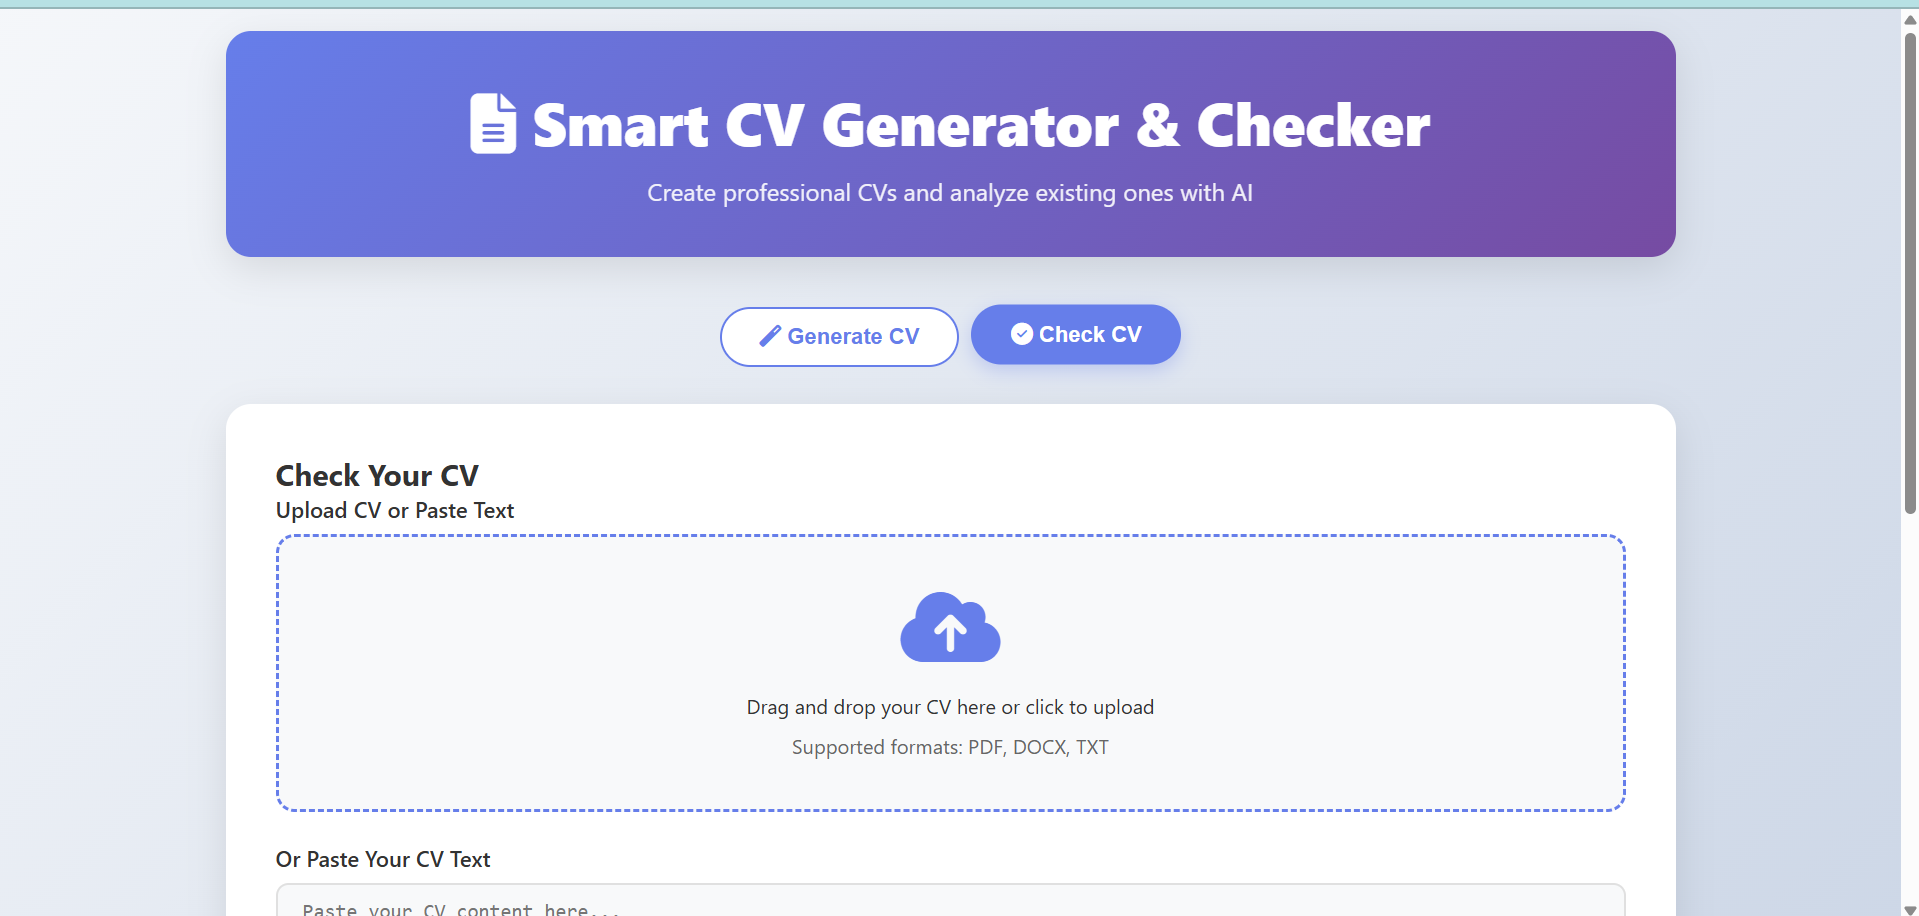 Smart CV Generator & Checker
Create professional CVs and analyze existing ones with AI
Generate CV
Check CV
Check Your CV
Upload CV or Paste Text
Drag and drop your CV here or click to upload
Supported formats: PDF, DOCX, TXT
Or Paste Your CV Text
Paste your CV content here...